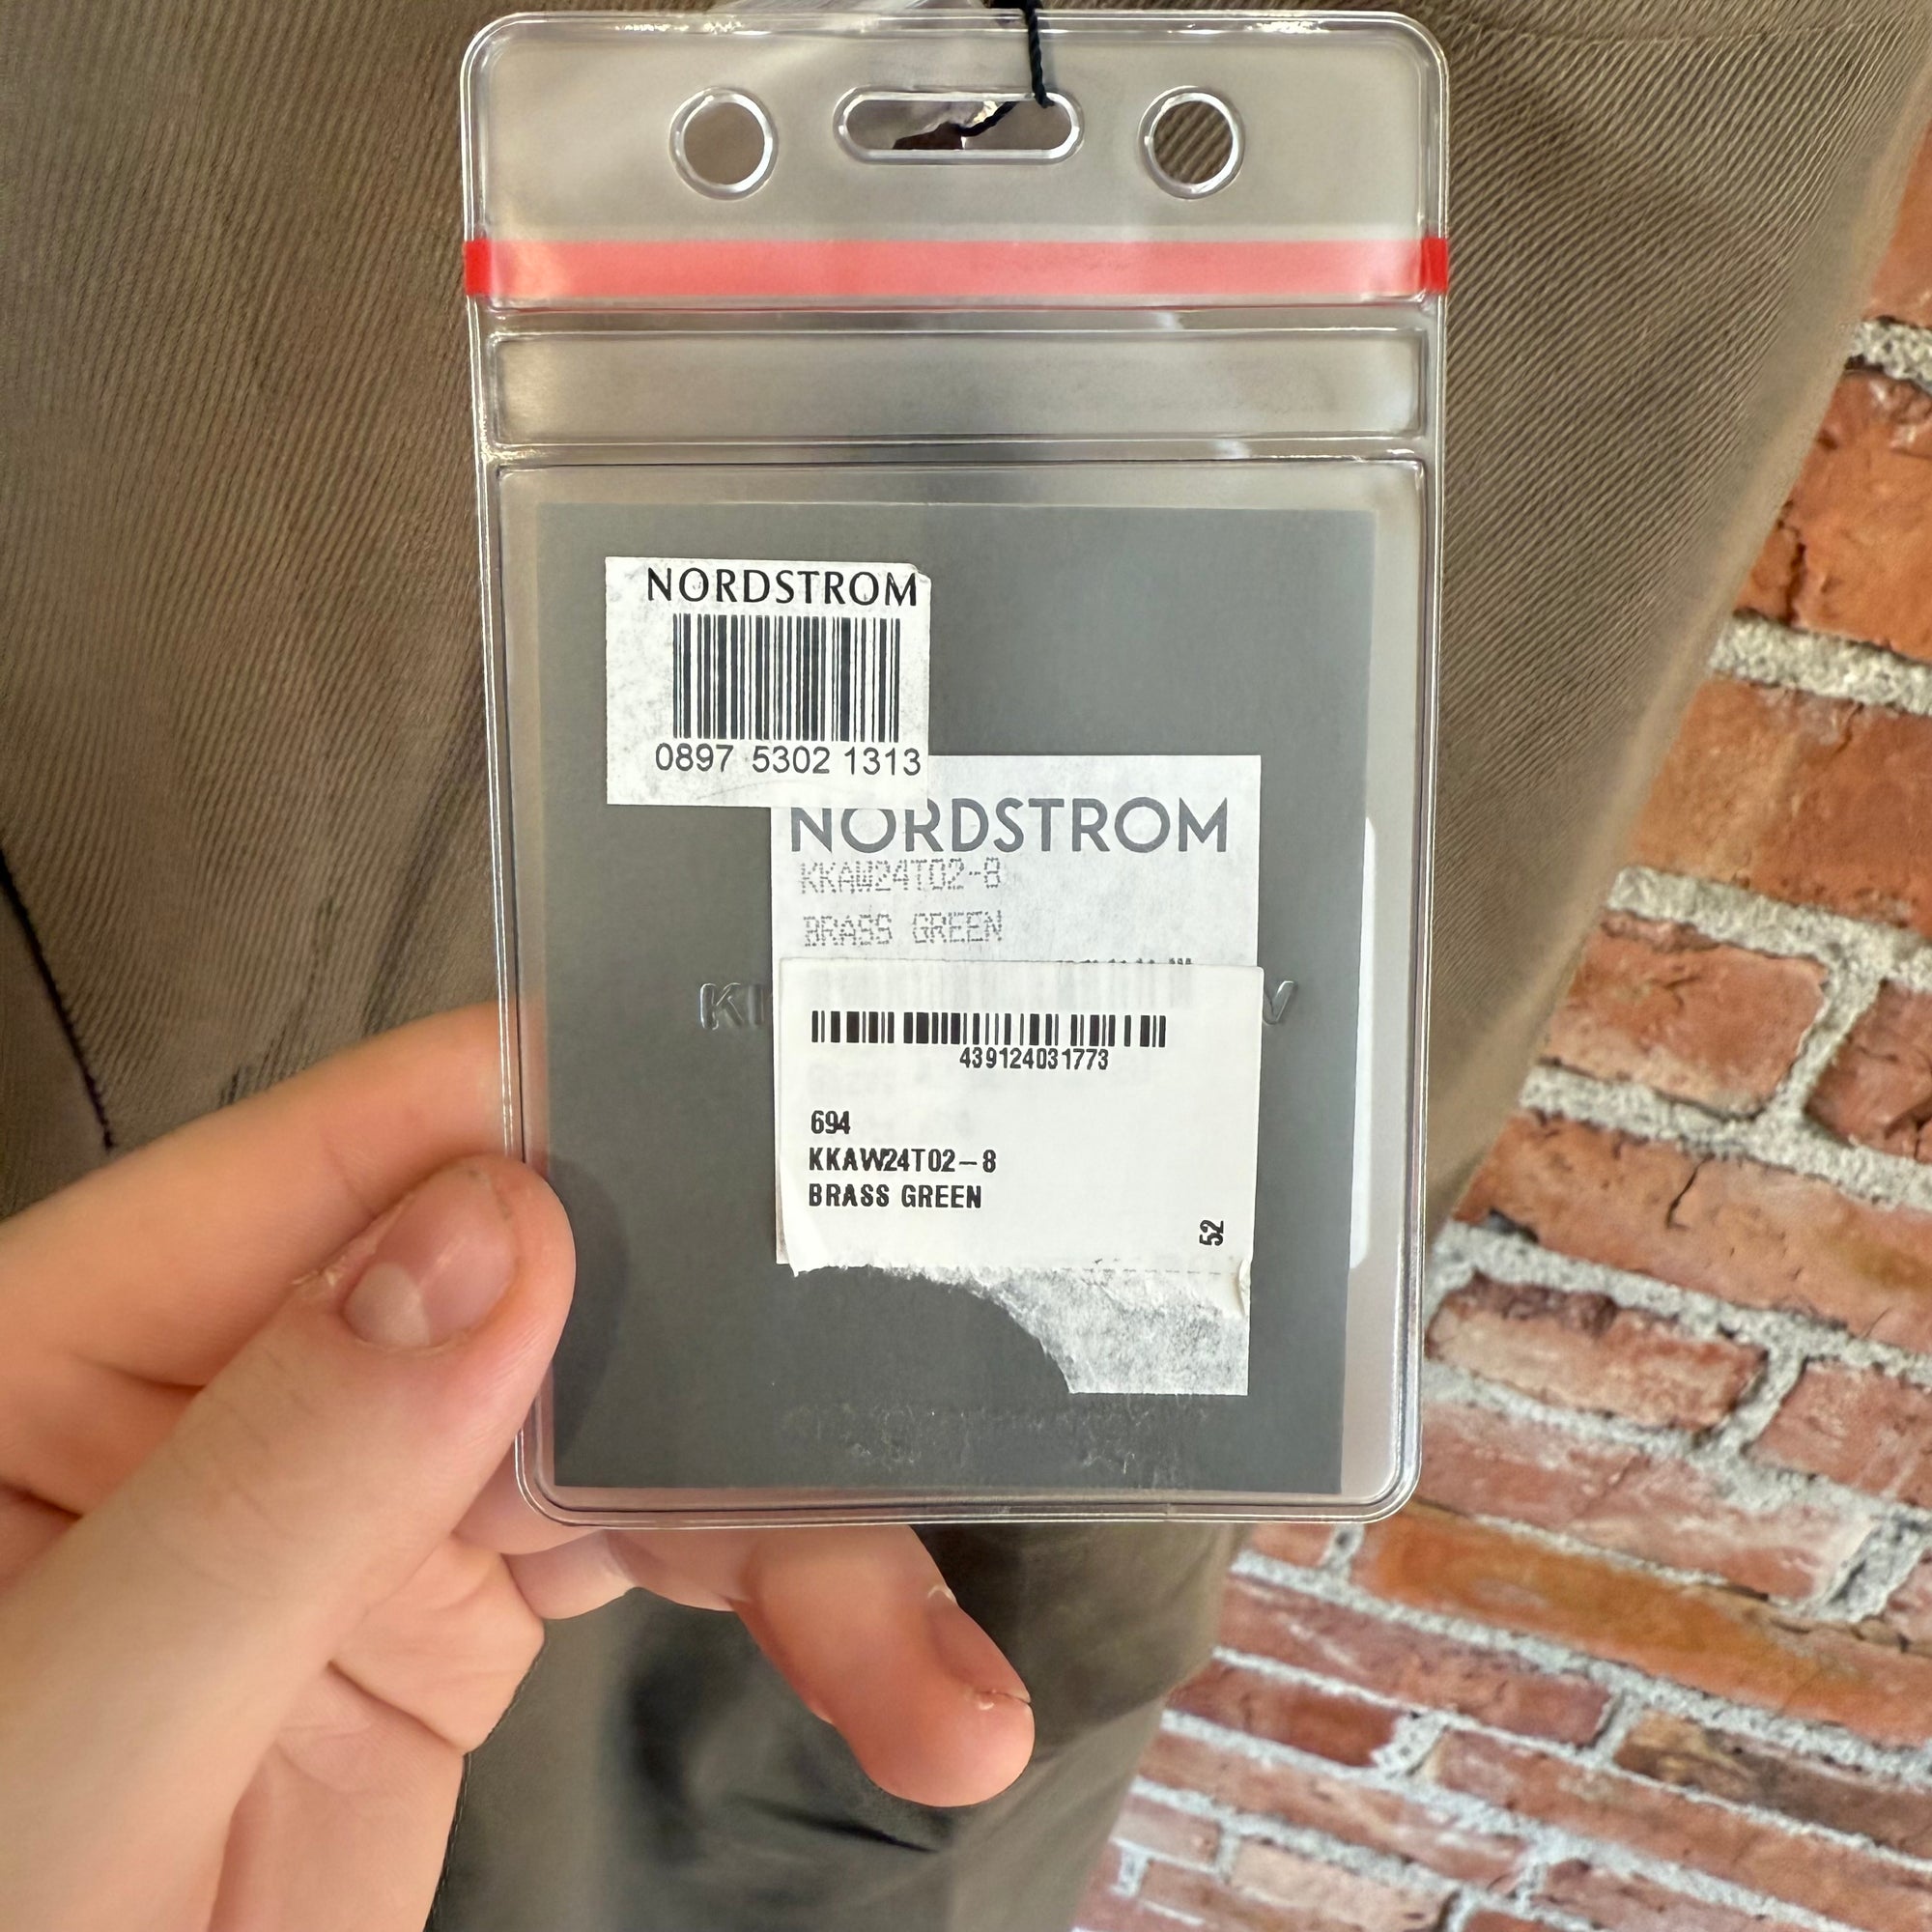 NORDSTROM
0897 5302 1313
NORDSTROM
KKAW24T02-8
BRASS GREEN
439124031773
694
KKAW24T02-8
BRASS GREEN
52